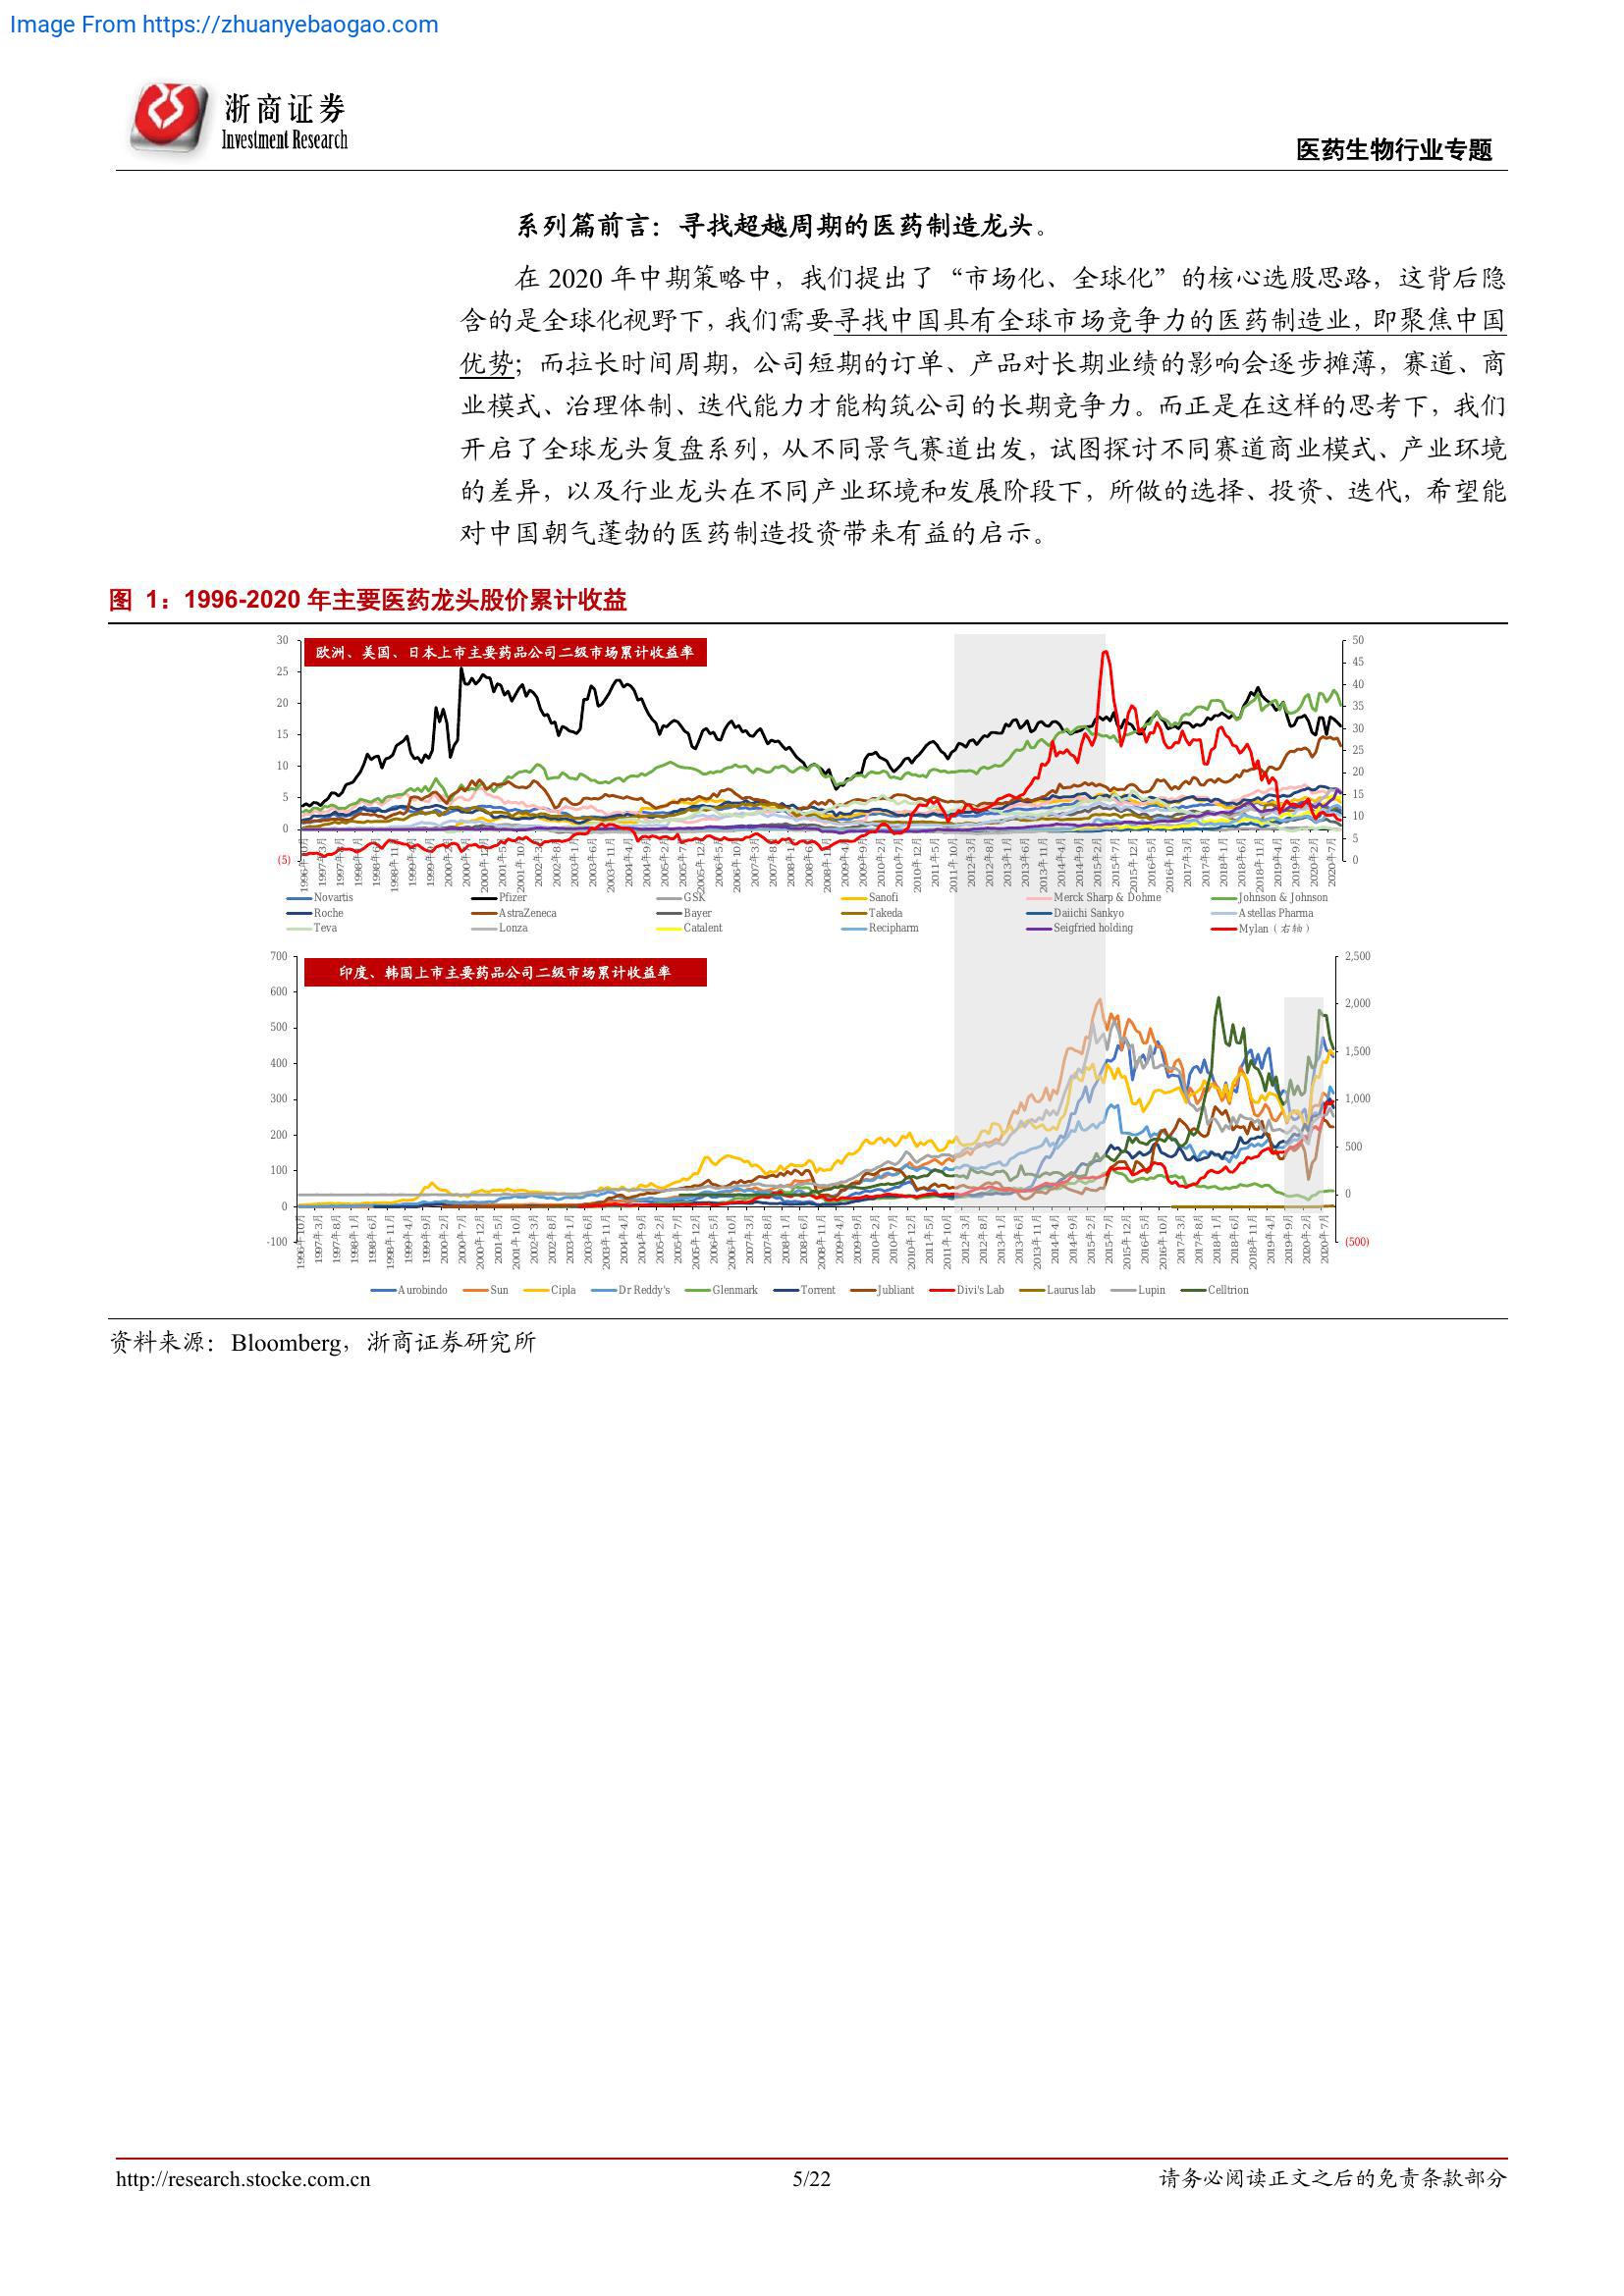 Image From https://zhuanyebaogao.com
浙商证券
Investment Research
医药生物行业专题
系列篇前言：寻找超越周期的医药制造龙头。
在 2020 年中期策略中，我们提出了“市场化、全球化”的核心选股思路，这背后隐
含的是全球化视野下，我们需要寻找中国具有全球市场竞争力的医药制造业，即聚焦中国
优势；而拉长时间周期，公司短期的订单、产品对长期业绩的影响会逐步摊薄，赛道、商
业模式、治理体制、迭代能力才能构筑公司的长期竞争力。而正是在这样的思考下，我们
开启了全球龙头复盘系列，从不同景气赛道出发，试图探讨不同赛道商业模式、产业环境
的差异，以及行业龙头在不同产业环境和发展阶段下，所做的选择、投资、迭代，希望能
对中国朝气蓬勃的医药制造投资带来有益的启示。
图 1：1996-2020 年主要医药龙头股价累计收益
欧洲、美国、日本上市主要药品公司二级市场累计收益率
30
25
20
15
10
5
0
(5)
50
45
40
35
30
25
20
15
10
5
0
1996年10月 1997年3月 1997年8月 1998年1月 1998年6月 1998年11月 1999年4月 1999年9月 2000年2月 2000年7月 2000年12月 2001年5月 2001年10月 2002年3月 2002年8月 2003年1月 2003年6月 2003年11月 2004年4月 2004年9月 2005年2月 2005年7月 2005年12月 2006年5月 2006年10月 2007年3月 2007年8月 2008年1月 2008年6月 2008年11月 2009年4月 2009年9月 2010年2月 2010年7月 2010年12月 2011年5月 2011年10月 2012年3月 2012年8月 2013年1月 2013年6月 2013年11月 2014年4月 2014年9月 2015年2月 2015年7月 2015年12月 2016年5月 2016年10月 2017年3月 2017年8月 2018年1月 2018年6月 2018年11月 2019年4月 2019年9月 2020年2月 2020年7月
Novartis Pfizer GSK Sanofi Merck Sharp & Dohme Johnson & Johnson
Roche AstraZeneca Bayer Takeda Daiichi Sankyo Astellas Pharma
Teva Lonza Catalent Recipharm Seigfried holding Mylan（右轴）
印度、韩国上市主要药品公司二级市场累计收益率
700
600
500
400
300
200
100
0
-100
2,500
2,000
1,500
1,000
500
0
(500)
1996年10月 1997年3月 1997年8月 1998年1月 1998年6月 1998年11月 1999年4月 1999年9月 2000年2月 2000年7月 2000年12月 2001年5月 2001年10月 2002年3月 2002年8月 2003年1月 2003年6月 2003年11月 2004年4月 2004年9月 2005年2月 2005年7月 2005年12月 2006年5月 2006年10月 2007年3月 2007年8月 2008年1月 2008年6月 2008年11月 2009年4月 2009年9月 2010年2月 2010年7月 2010年12月 2011年5月 2011年10月 2012年3月 2012年8月 2013年1月 2013年6月 2013年11月 2014年4月 2014年9月 2015年2月 2015年7月 2015年12月 2016年5月 2016年10月 2017年3月 2017年8月 2018年1月 2018年6月 2018年11月 2019年4月 2019年9月 2020年2月 2020年7月
Aurobindo Sun Cipla Dr Reddy's Glenmark Torrent Jubliant Divi's Lab Laurus lab Lupin Celltrion
资料来源：Bloomberg，浙商证券研究所
http://research.stocke.com.cn 5/22 请务必阅读正文之后的免责条款部分